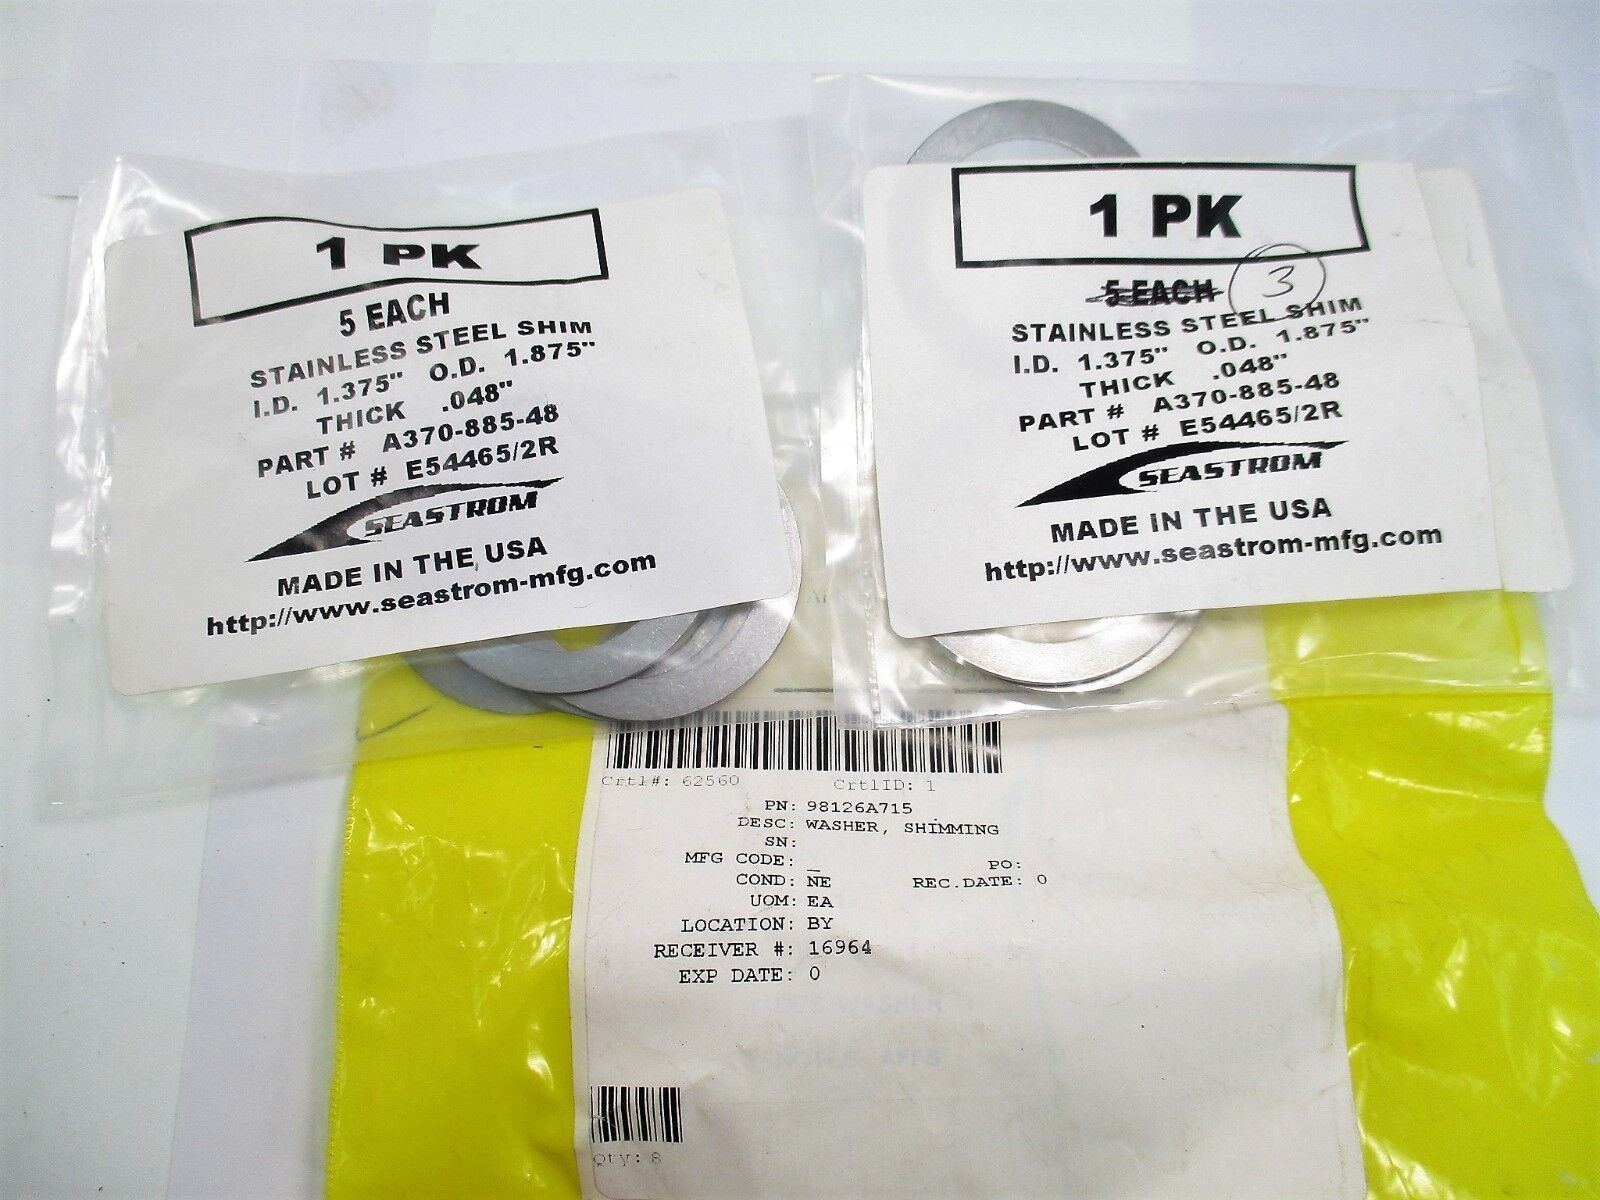 1 PK
5 EACH
STAINLESS STEEL SHIM
I.D. 1.375" O.D. 1.875"
THICK .048"
PART # A370-885-48
LOT # E54465/2R
SEASTROM
MADE IN THE USA
http://www.seastrom-mfg.com
1 PK
5 EACH 3
STAINLESS STEEL SHIM
I.D. 1.375" O.D. 1.875"
THICK .048"
PART # A370-885-48
LOT # E54465/2R
SEASTROM
MADE IN THE USA
http://www.seastrom-mfg.com
Crtl#: 62560 CrtlID: 1
PN: 98126A715
DESC: WASHER, SHIMMING
SN:
MFG CODE: _ PO:
COND: NE REC.DATE: 0
UOM: EA
LOCATION: BY
RECEIVER #: 16964
EXP DATE: 0
WASHER
Qty: 8